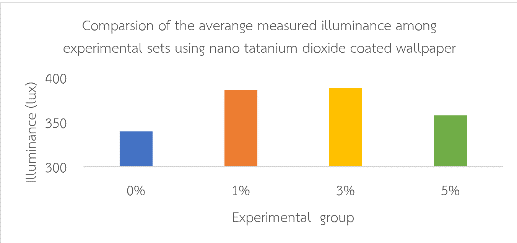 Comparsion of the averange measured illuminance among
experimental sets using nano tatanium dioxide coated wallpaper
Illuminance (lux)
400
350
300
0%
1%
3%
5%
Experimental group